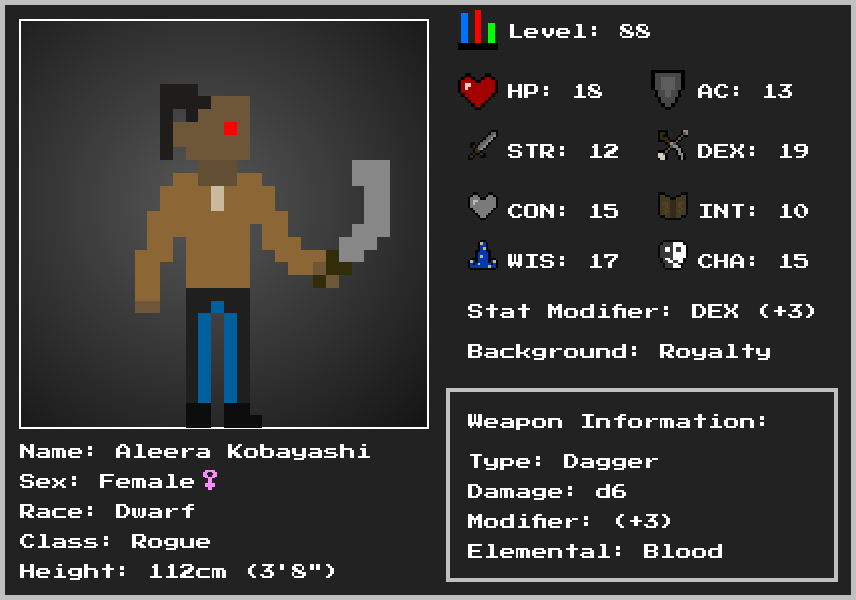 Level: 88
HP: 18
AC: 13
STR: 12
DEX: 19
CON: 15
INT: 10
WIS: 17
CHA: 15
Stat Modifier: DEX (+3)
Background: Royalty
Weapon Information:
Type: Dagger
Damage: d6
Modifier: (+3)
Elemental: Blood
Name: Aleera Kobayashi
Sex: Female♀
Race: Dwarf
Class: Rogue
Height: 112cm (3'8")